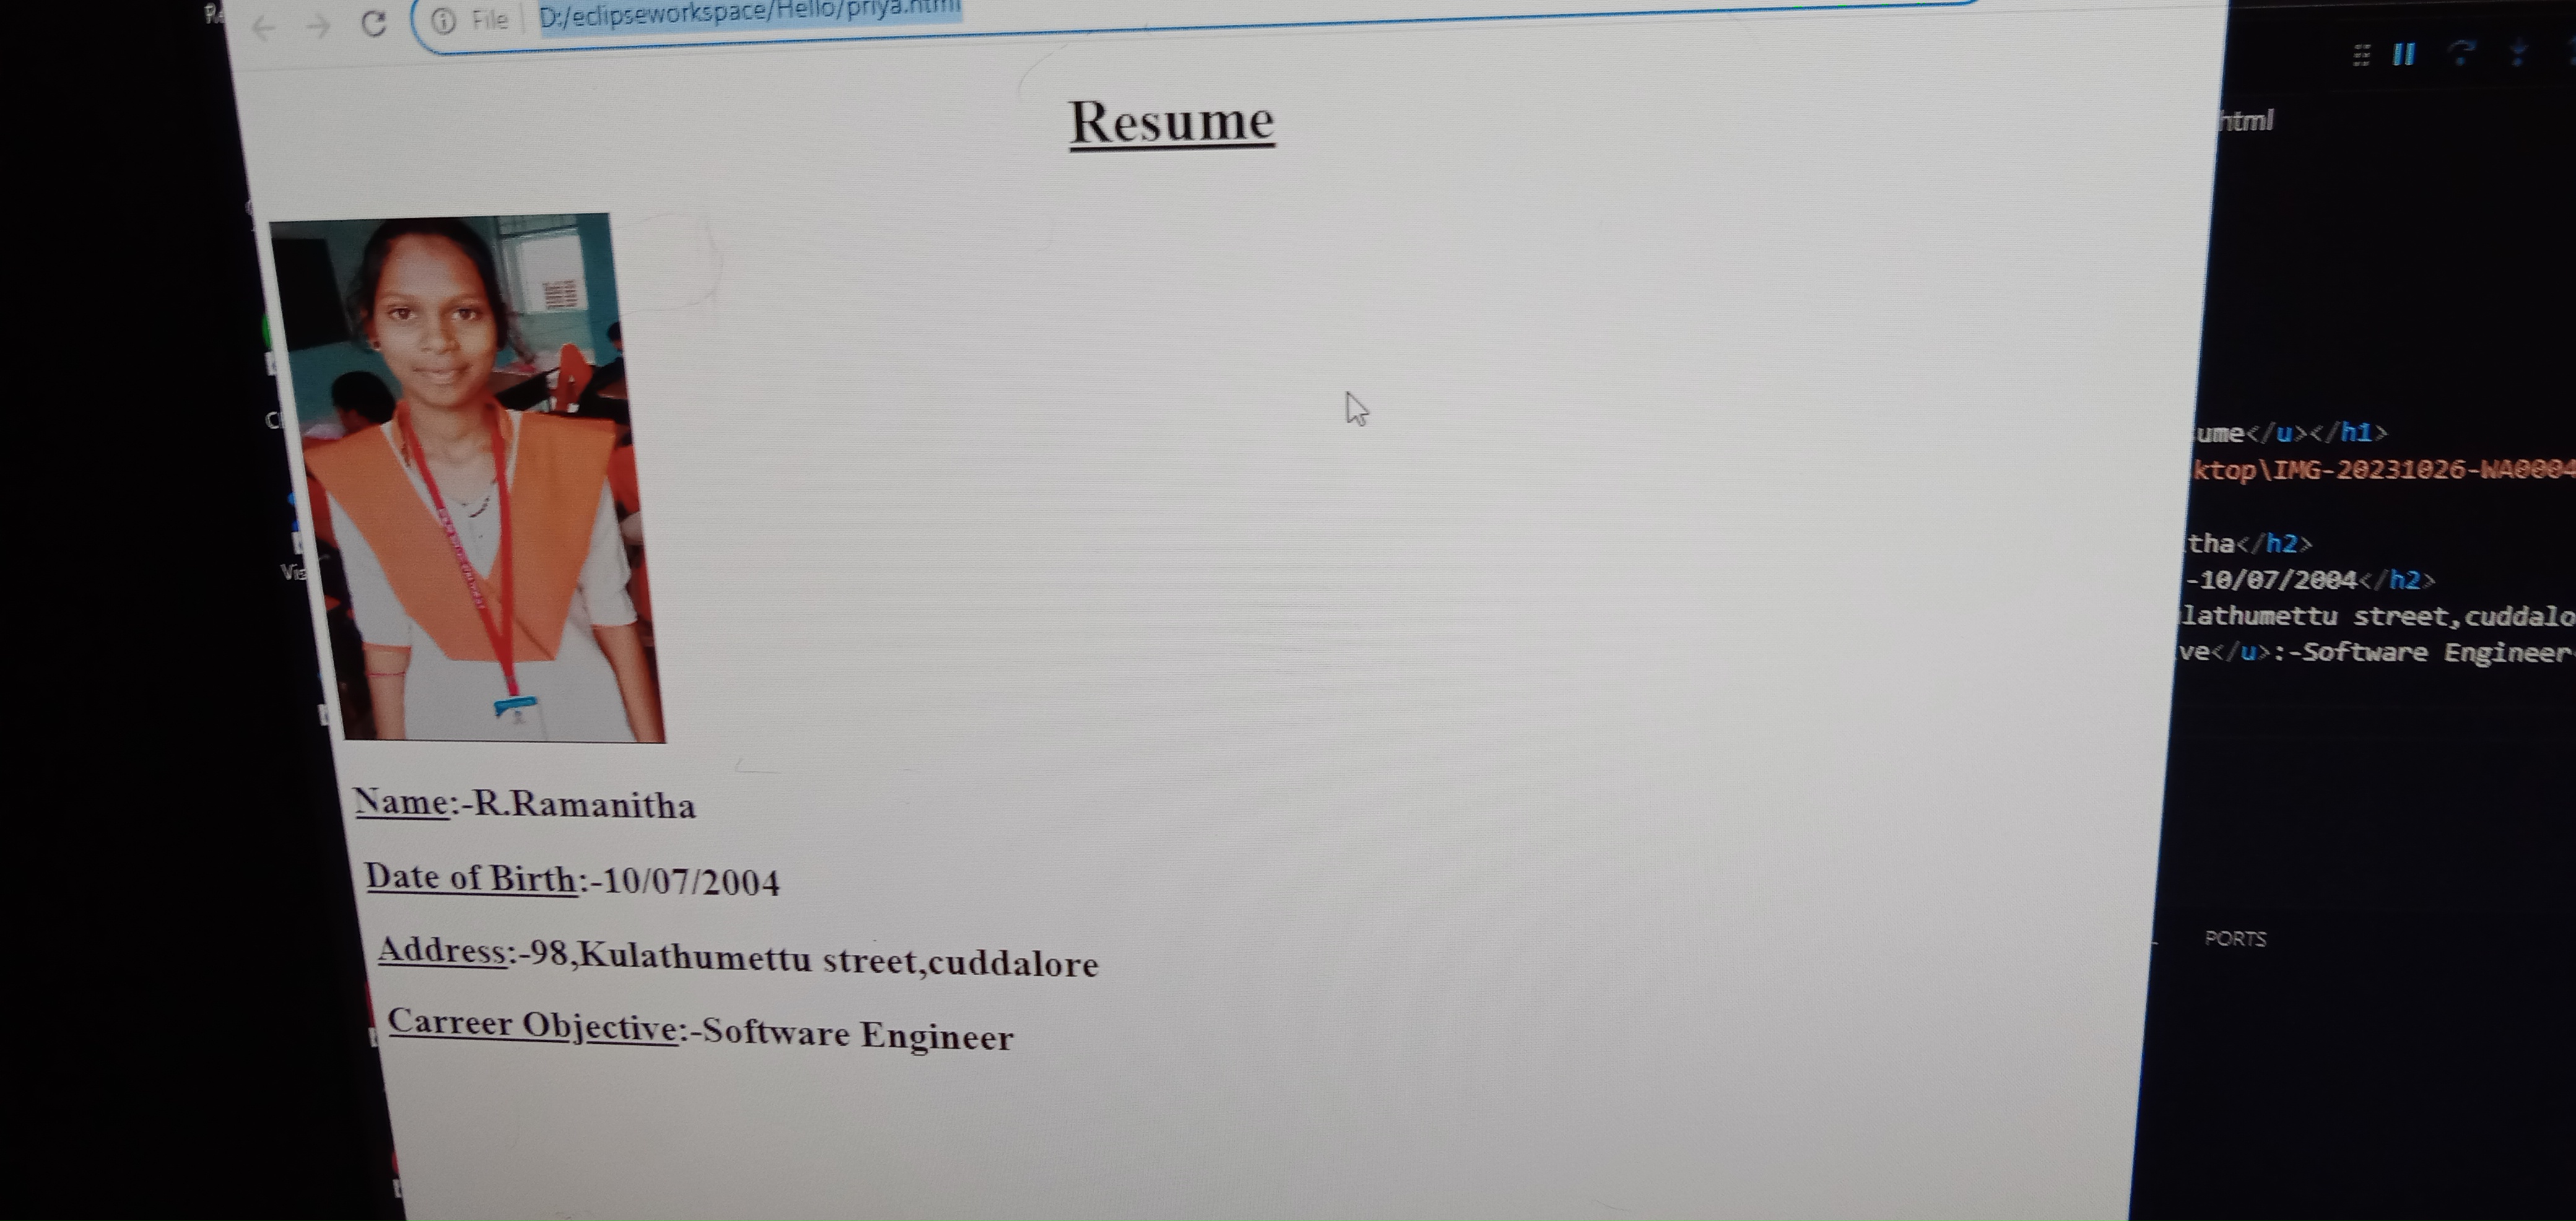 File D:/eclipseworkspace/Hello/priya.html
Resume
html
ume</u></h1>
ktop\IMG-20231026-WA0004
tha</h2>
-10/07/2004</h2>
lathumettu street,cuddalo
ve</u>:-Software Engineer
Name:-R.Ramanitha
Date of Birth:-10/07/2004
Address:-98,Kulathumettu street,cuddalore
Carreer Objective:-Software Engineer
PORTS